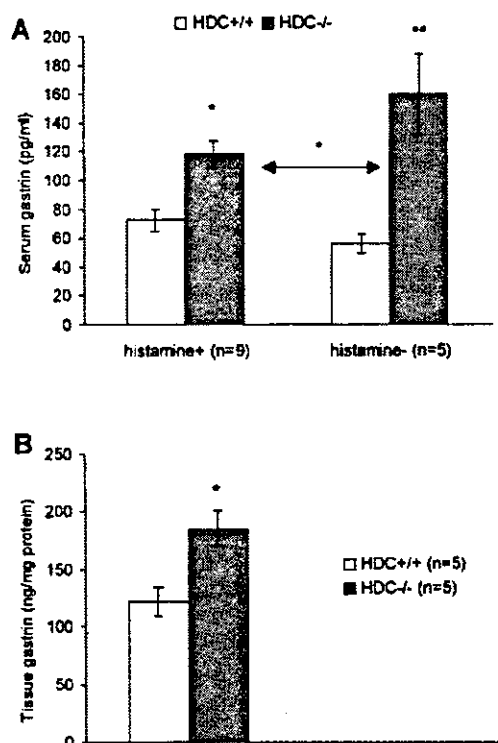 A
HDC+/+ HDC-/-
*
**
*
Serum gastrin (pg/ml)
200
180
160
140
120
100
80
60
40
20
0
histamine+ (n=9) histamine- (n=5)
B
*
Tissue gastrin (ng/mg protein)
250
200
150
100
50
0
HDC+/+ (n=5)
HDC-/- (n=5)